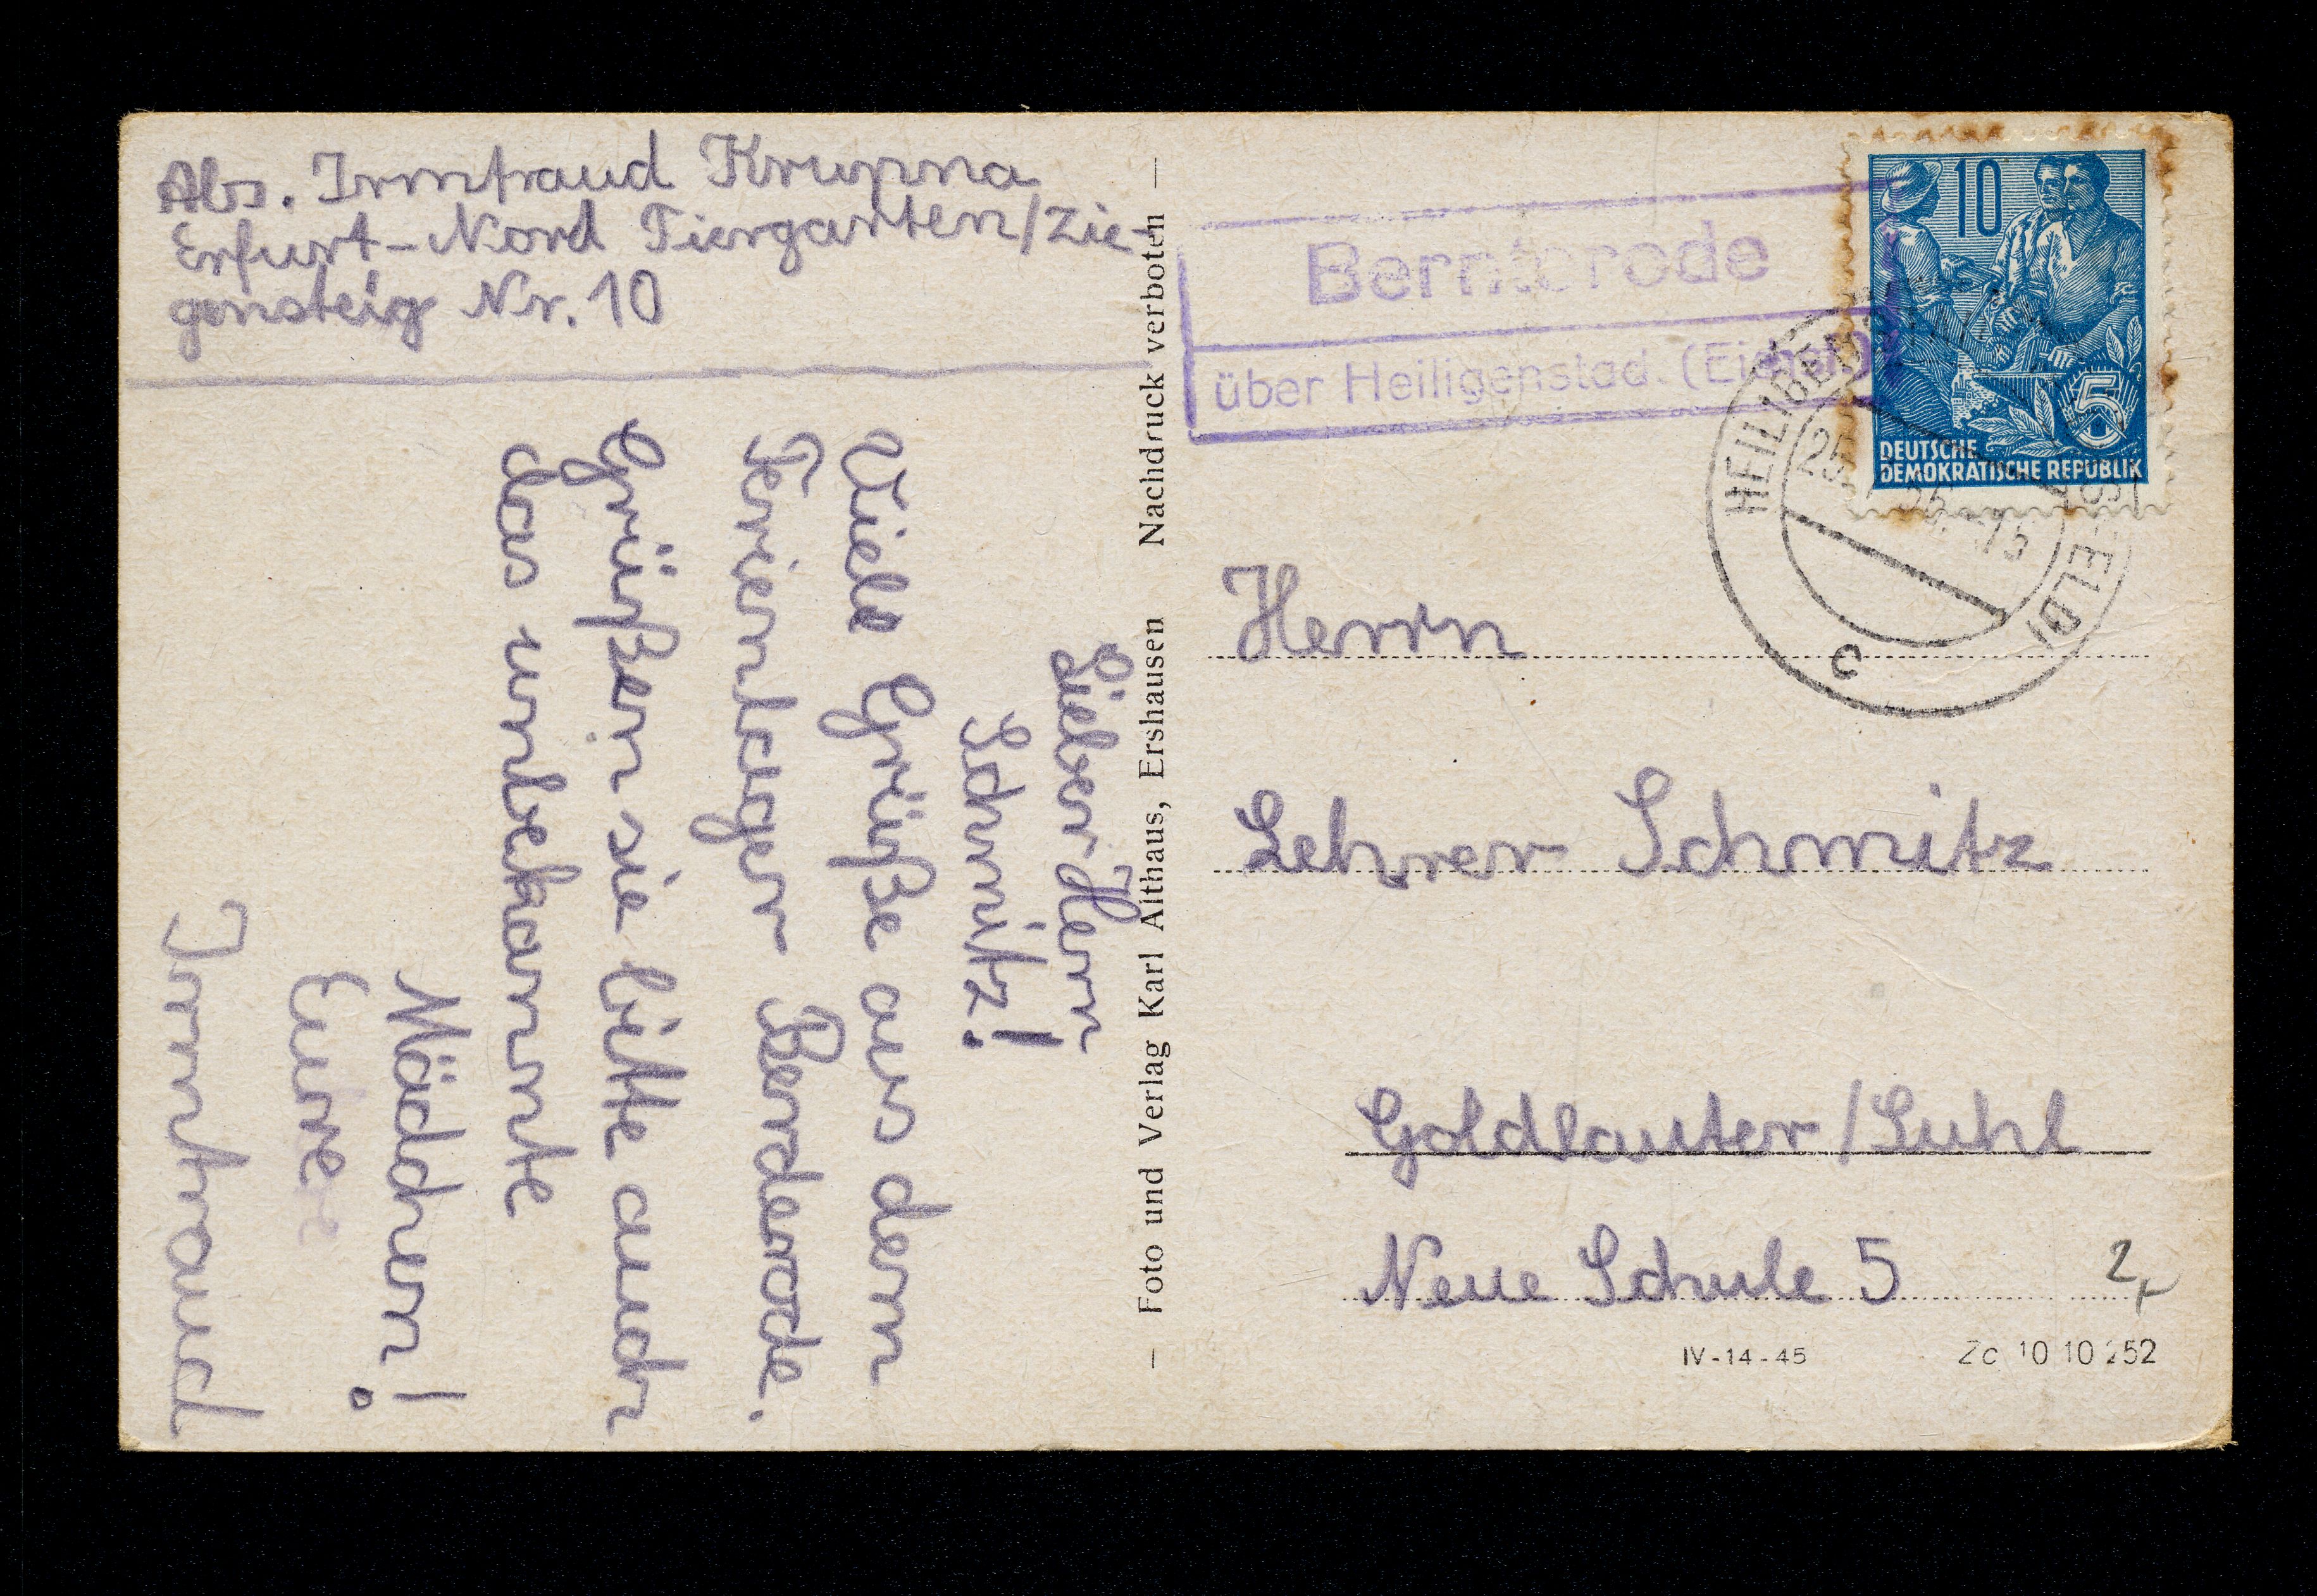 Abs. Irmtraud Krupna
Erfurt-Nord Tiergarten/Zie-
gensteig Nr. 10
Lieber Herr
Schmitz!
Viele Grüße aus dem
Ferienlager Berderode.
Grüßen sie bitte auch
das unbekannte
Mädchen!
Eure
Irmtraud
— Foto und Verlag Karl Althaus, Ershausen Nachdruck verboten —
Bernterode
über Heiligenstad. (Eichsf)
10
5
DEUTSCHE
DEMOKRATISCHE REPUBLIK
c
Herrn
Lehrer Schmitz
Goldlauter/Suhl
Neue Schule 5
2,-
IV-14-45
Zc 10 10 252